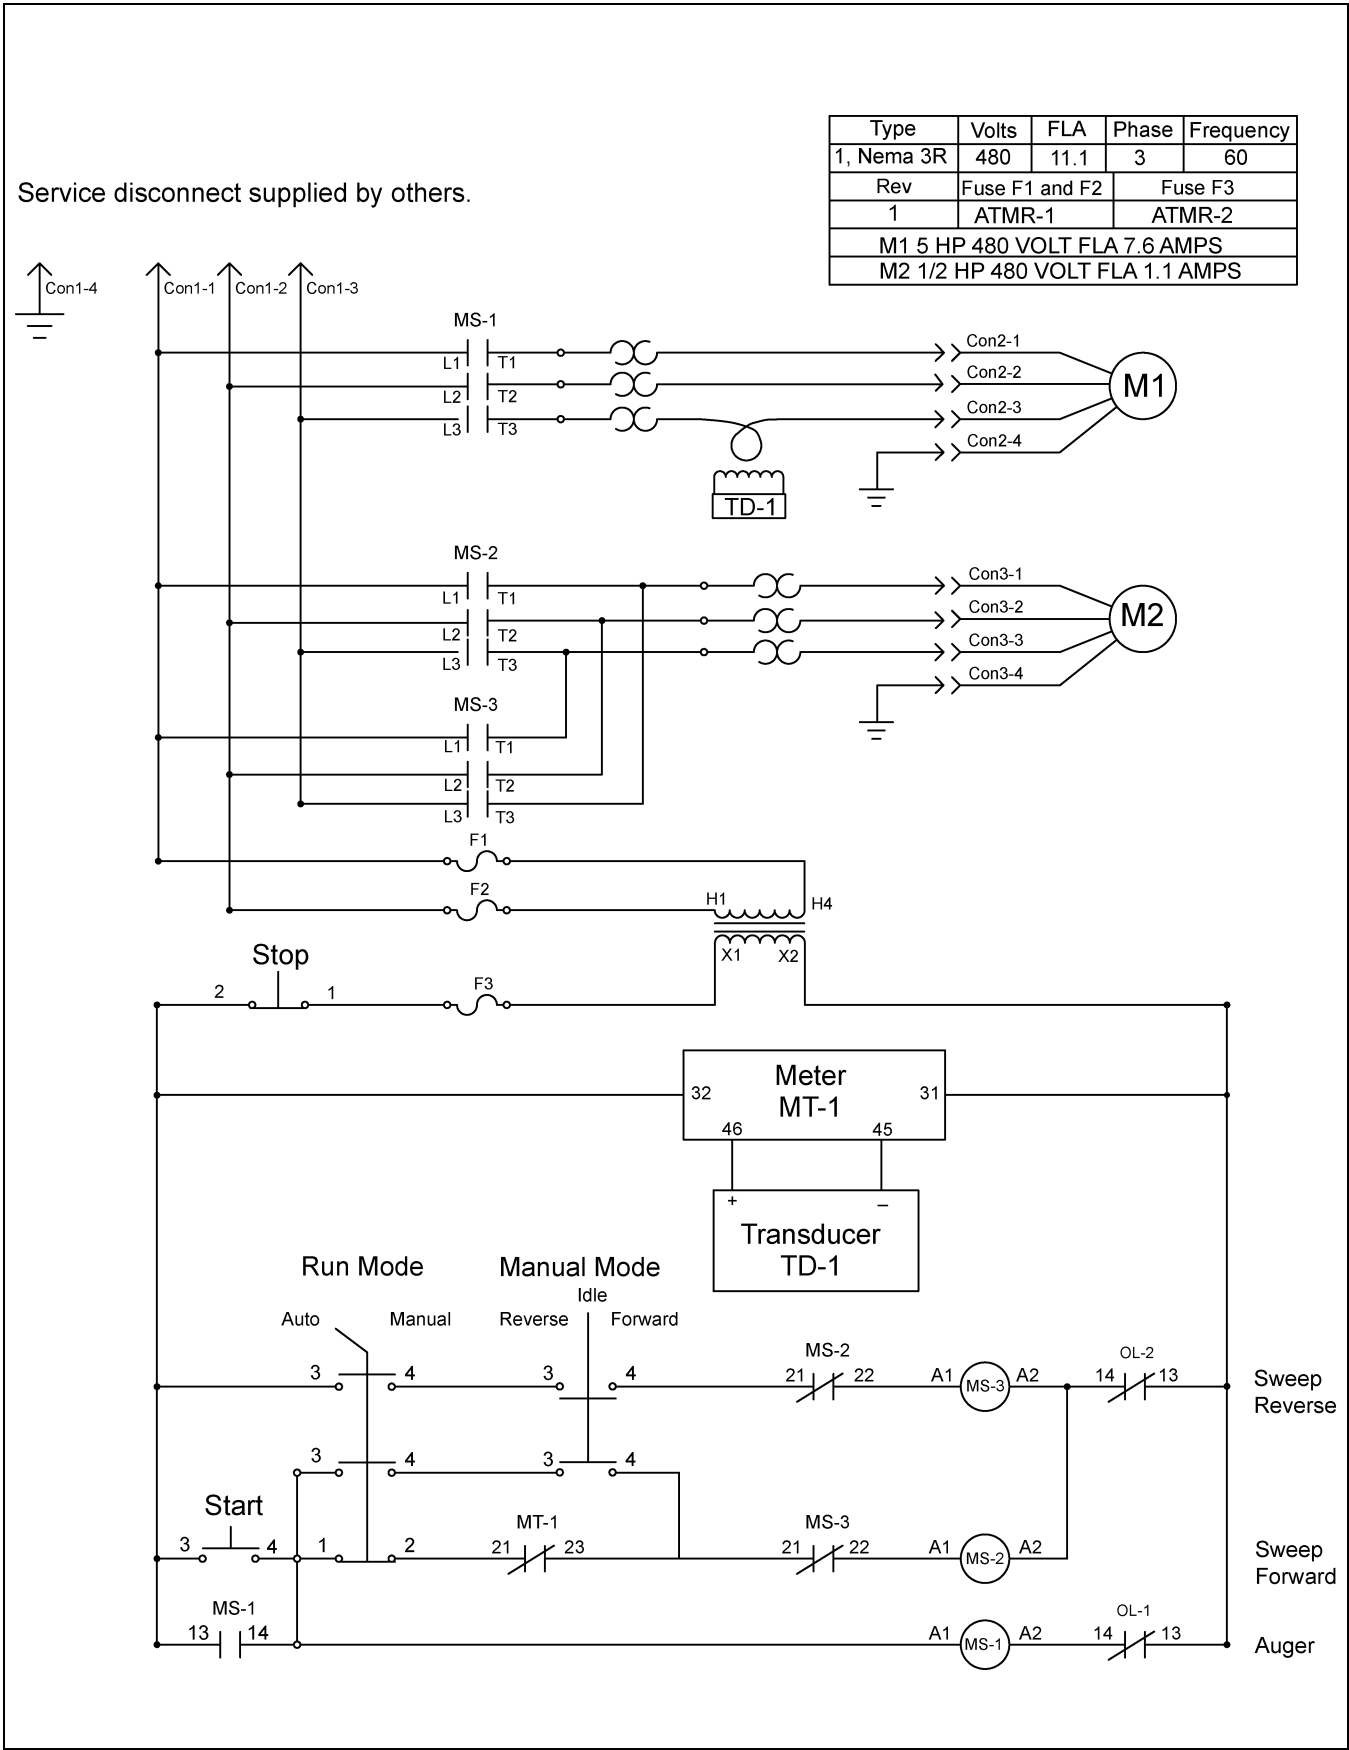 Type Volts FLA Phase Frequency
1, Nema 3R 480 11.1 3 60
Rev Fuse F1 and F2 Fuse F3
1 ATMR-1 ATMR-2
M1 5 HP 480 VOLT FLA 7.6 AMPS
M2 1/2 HP 480 VOLT FLA 1.1 AMPS
Service disconnect supplied by others.
Con1-4 Con1-1 Con1-2 Con1-3
MS-1
L1 T1 Con2-1
L2 T2 Con2-2
L3 T3 Con2-3
Con2-4
M1
TD-1
MS-2
L1 T1 Con3-1
L2 T2 Con3-2
L3 T3 Con3-3
Con3-4
M2
MS-3
L1 T1
L2 T2
L3 T3
F1
F2
H1 H4
X1 X2
Stop
2 1 F3
Meter
MT-1
32 31
46 45
+ –
Transducer
TD-1
Run Mode Manual Mode
Idle
Auto Manual Reverse Forward
3 4 3 4 MS-2 21 22 A1 MS-3 A2 OL-2 14 13
Sweep
Reverse
3 4 3 4
Start
3 4 1 2 MT-1 21 23 MS-3 21 22 A1 MS-2 A2
Sweep
Forward
MS-1
13 14 A1 MS-1 A2 OL-1 14 13 Auger